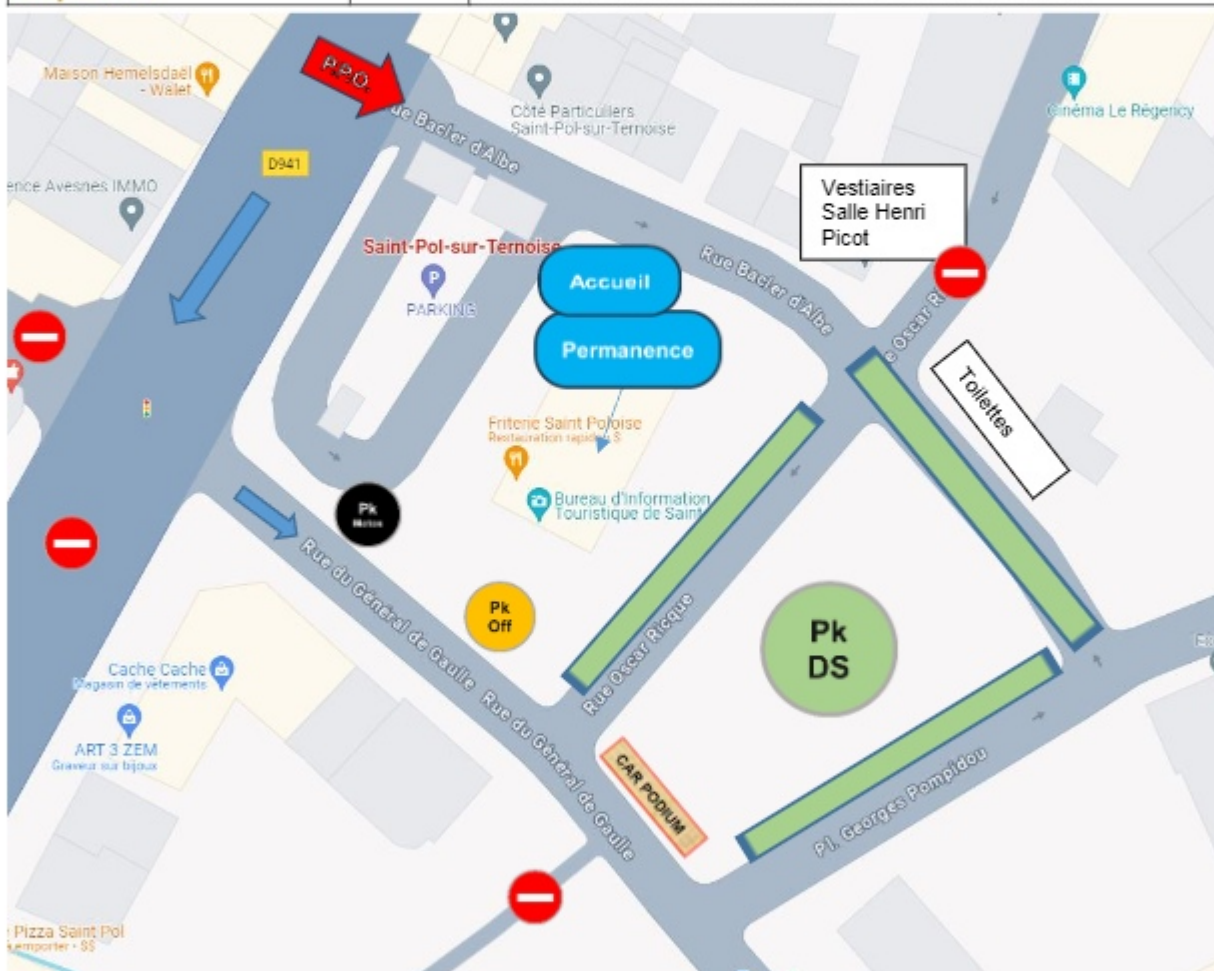 P.P.O.
Maison Hemelsdaël
- Walet
Rue Bacler d'Albe
Côté Particuliers
Saint-Pol-sur-Ternoise
Cinéma Le Régency
D941
Avesnes IMMO
Vestiaires
Salle Henri
Picot
Saint-Pol-sur-Ternoise
P
PARKING
Accueil
Rue Bacler d'Albe
Permanence
Oscar
Toilettes
Friterie Saint Poloise
Restauration rapide
Bureau d'Information
Touristique de Saint
Pk
Motos
Rue du Général de Gaulle
Pk
Off
Rue Oscar Ricque
Pk
DS
Cache Cache
Magasin de vêtements
Rue du Général de Gaulle
ART 3 ZEM
Graveur sur bijoux
CAR PODIUM
Pl. Georges Pompidou
Pizza Saint Pol
emporter - $$